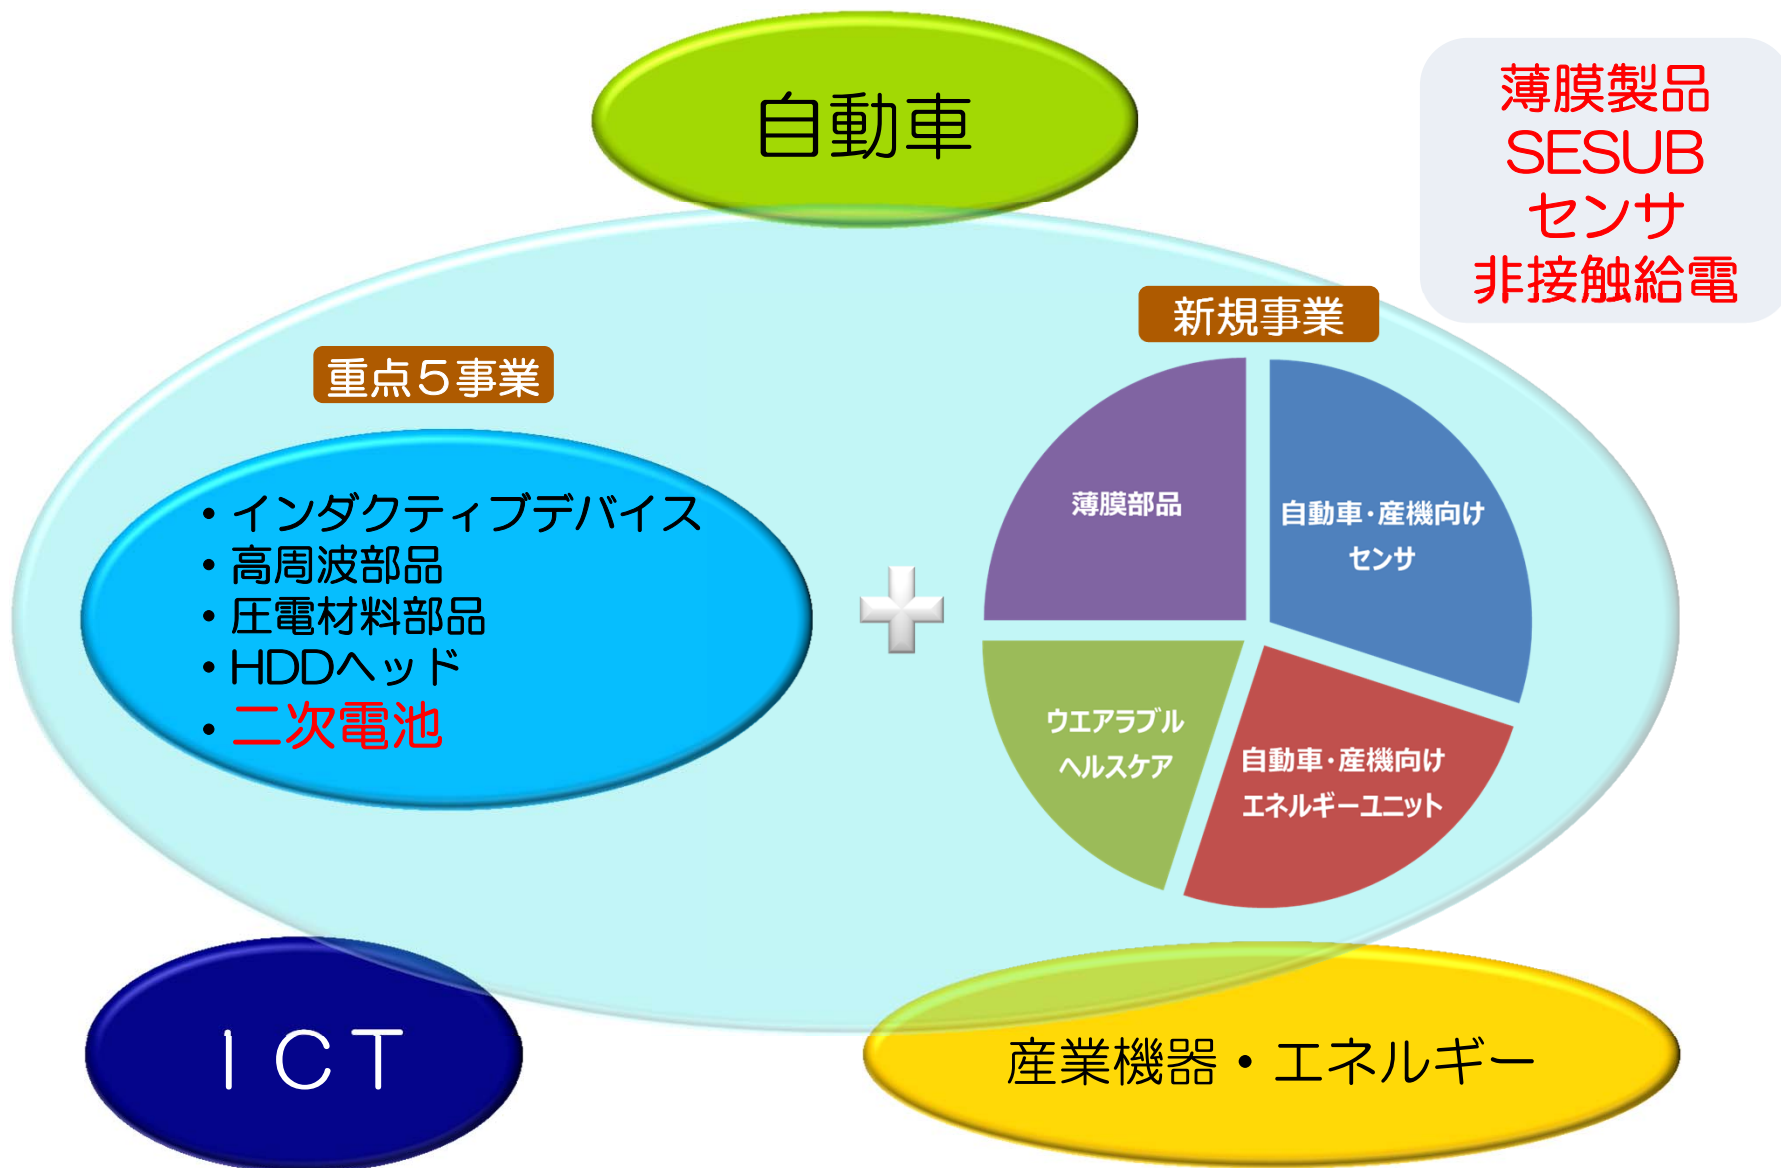 自動車
薄膜製品
SESUB
センサ
非接触給電
新規事業
重点５事業
・インダクティブデバイス
・高周波部品
・圧電材料部品
・HDDヘッド
・二次電池
薄膜部品
自動車・産機向け
センサ
ウエアラブル
ヘルスケア
自動車・産機向け
エネルギーユニット
ＩＣＴ
産業機器・エネルギー